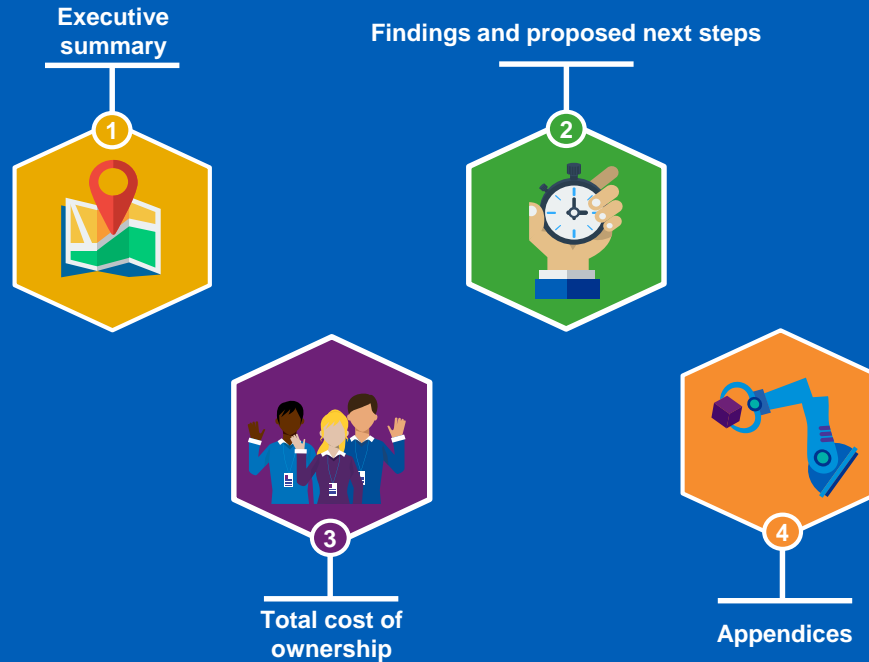 Executive
summary
Findings and proposed next steps
1
2
3
4
Total cost of
ownership
Appendices